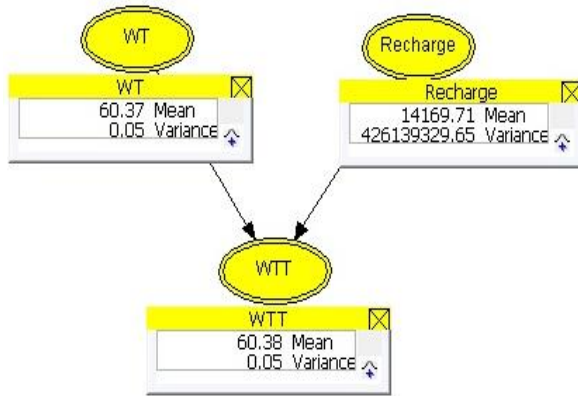 WT
Recharge
WT
60.37 Mean
0.05 Variance
Recharge
14169.71 Mean
426139329.65 Variance
WTT
WTT
60.38 Mean
0.05 Variance